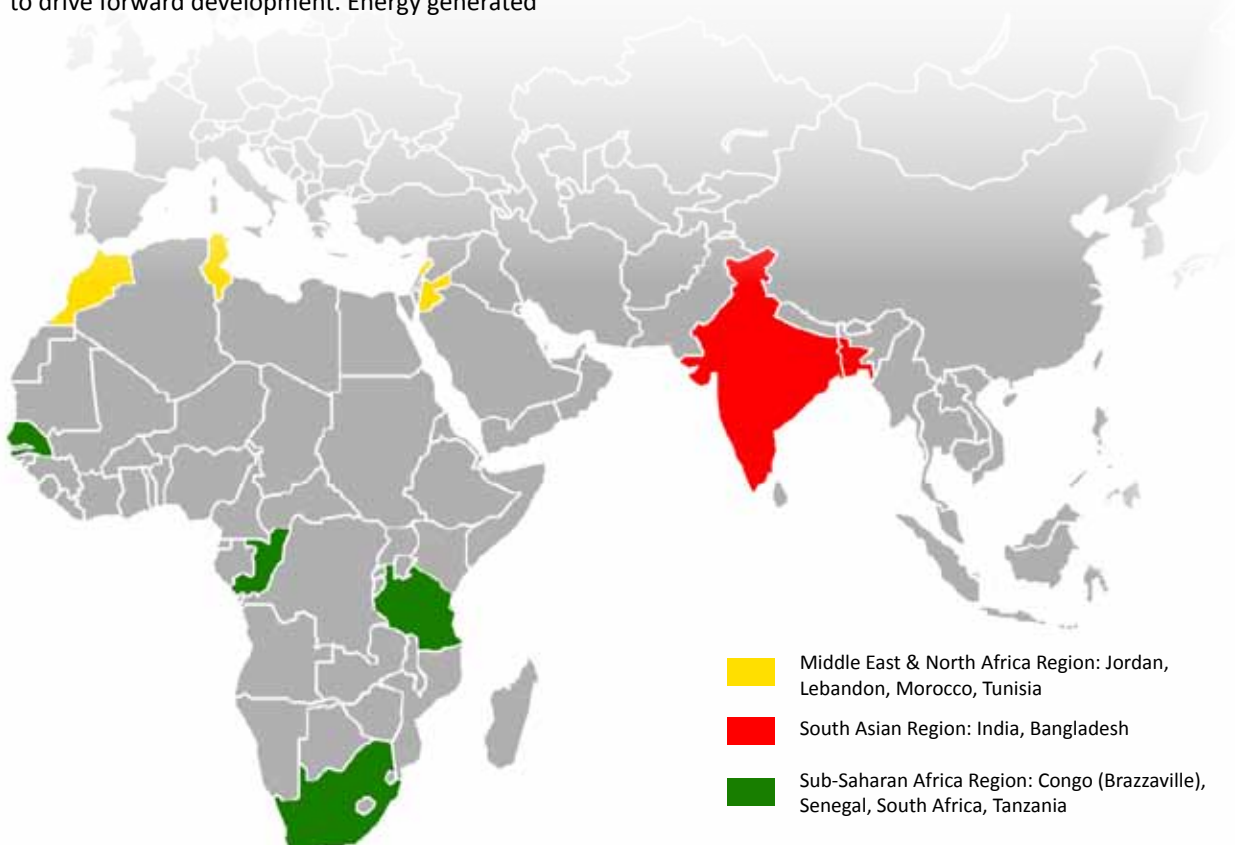 to drive forward development. Energy generated
Middle East & North Africa Region: Jordan,
Lebandon, Morocco, Tunisia
South Asian Region: India, Bangladesh
Sub-Saharan Africa Region: Congo (Brazzaville),
Senegal, South Africa, Tanzania